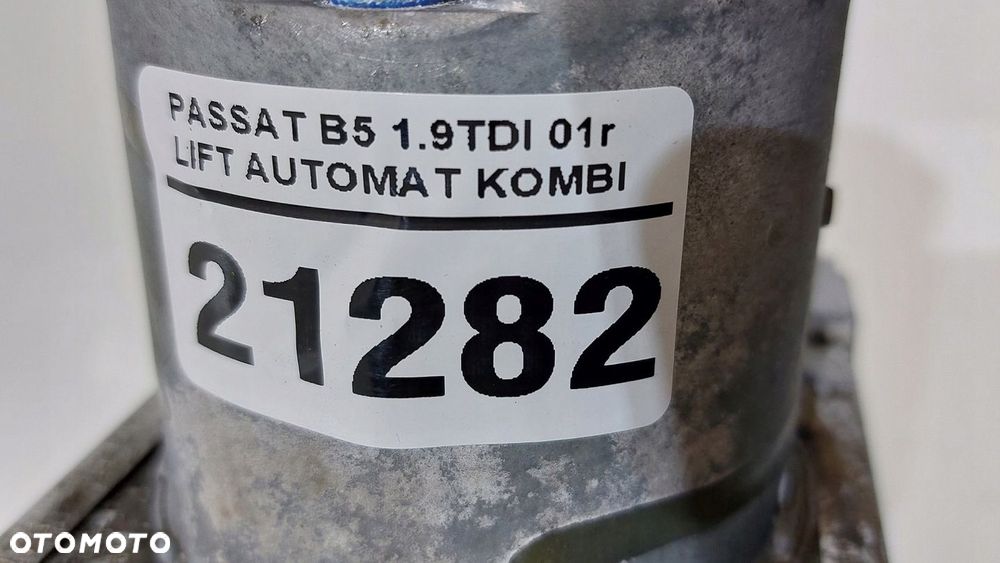 PASSAT B5 1.9TDI 01r
LIFT AUTOMAT KOMBI
21282
OTOMOTO